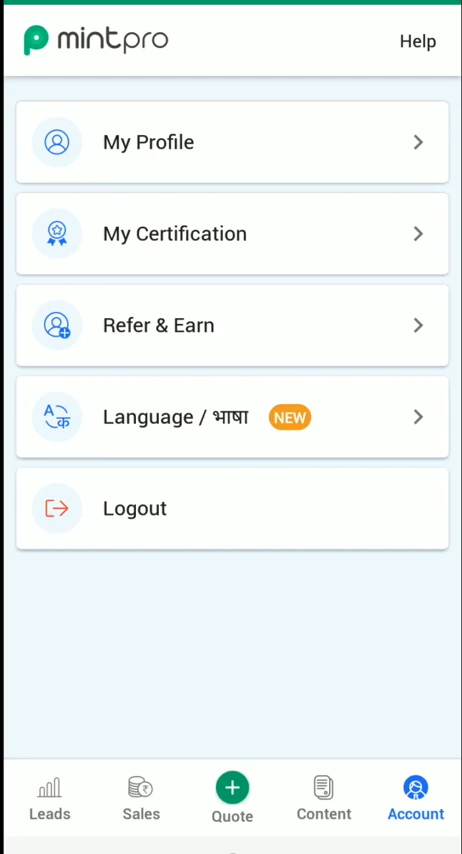 mintpro
Help
My Profile
My Certification
Refer & Earn
Language / भाषा NEW
Logout
Leads
Sales
Quote
Content
Account